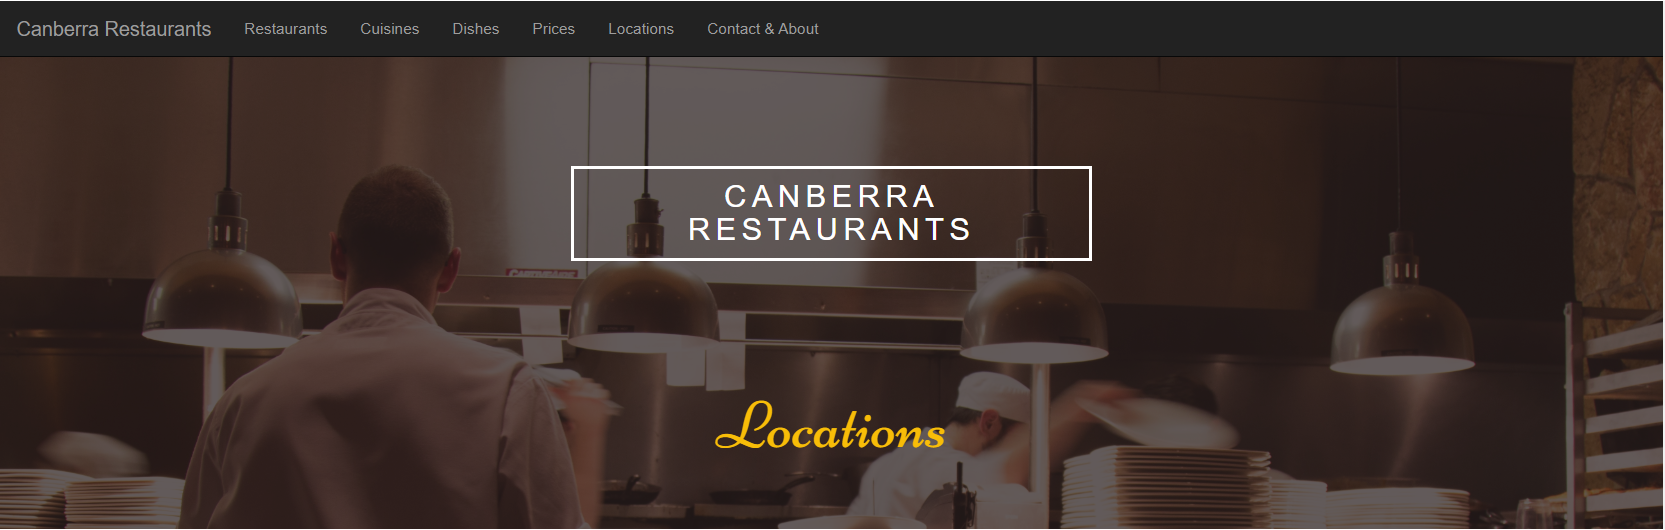 Canberra Restaurants Restaurants Cuisines Dishes Prices Locations Contact & About
CANBERRA
RESTAURANTS
Locations